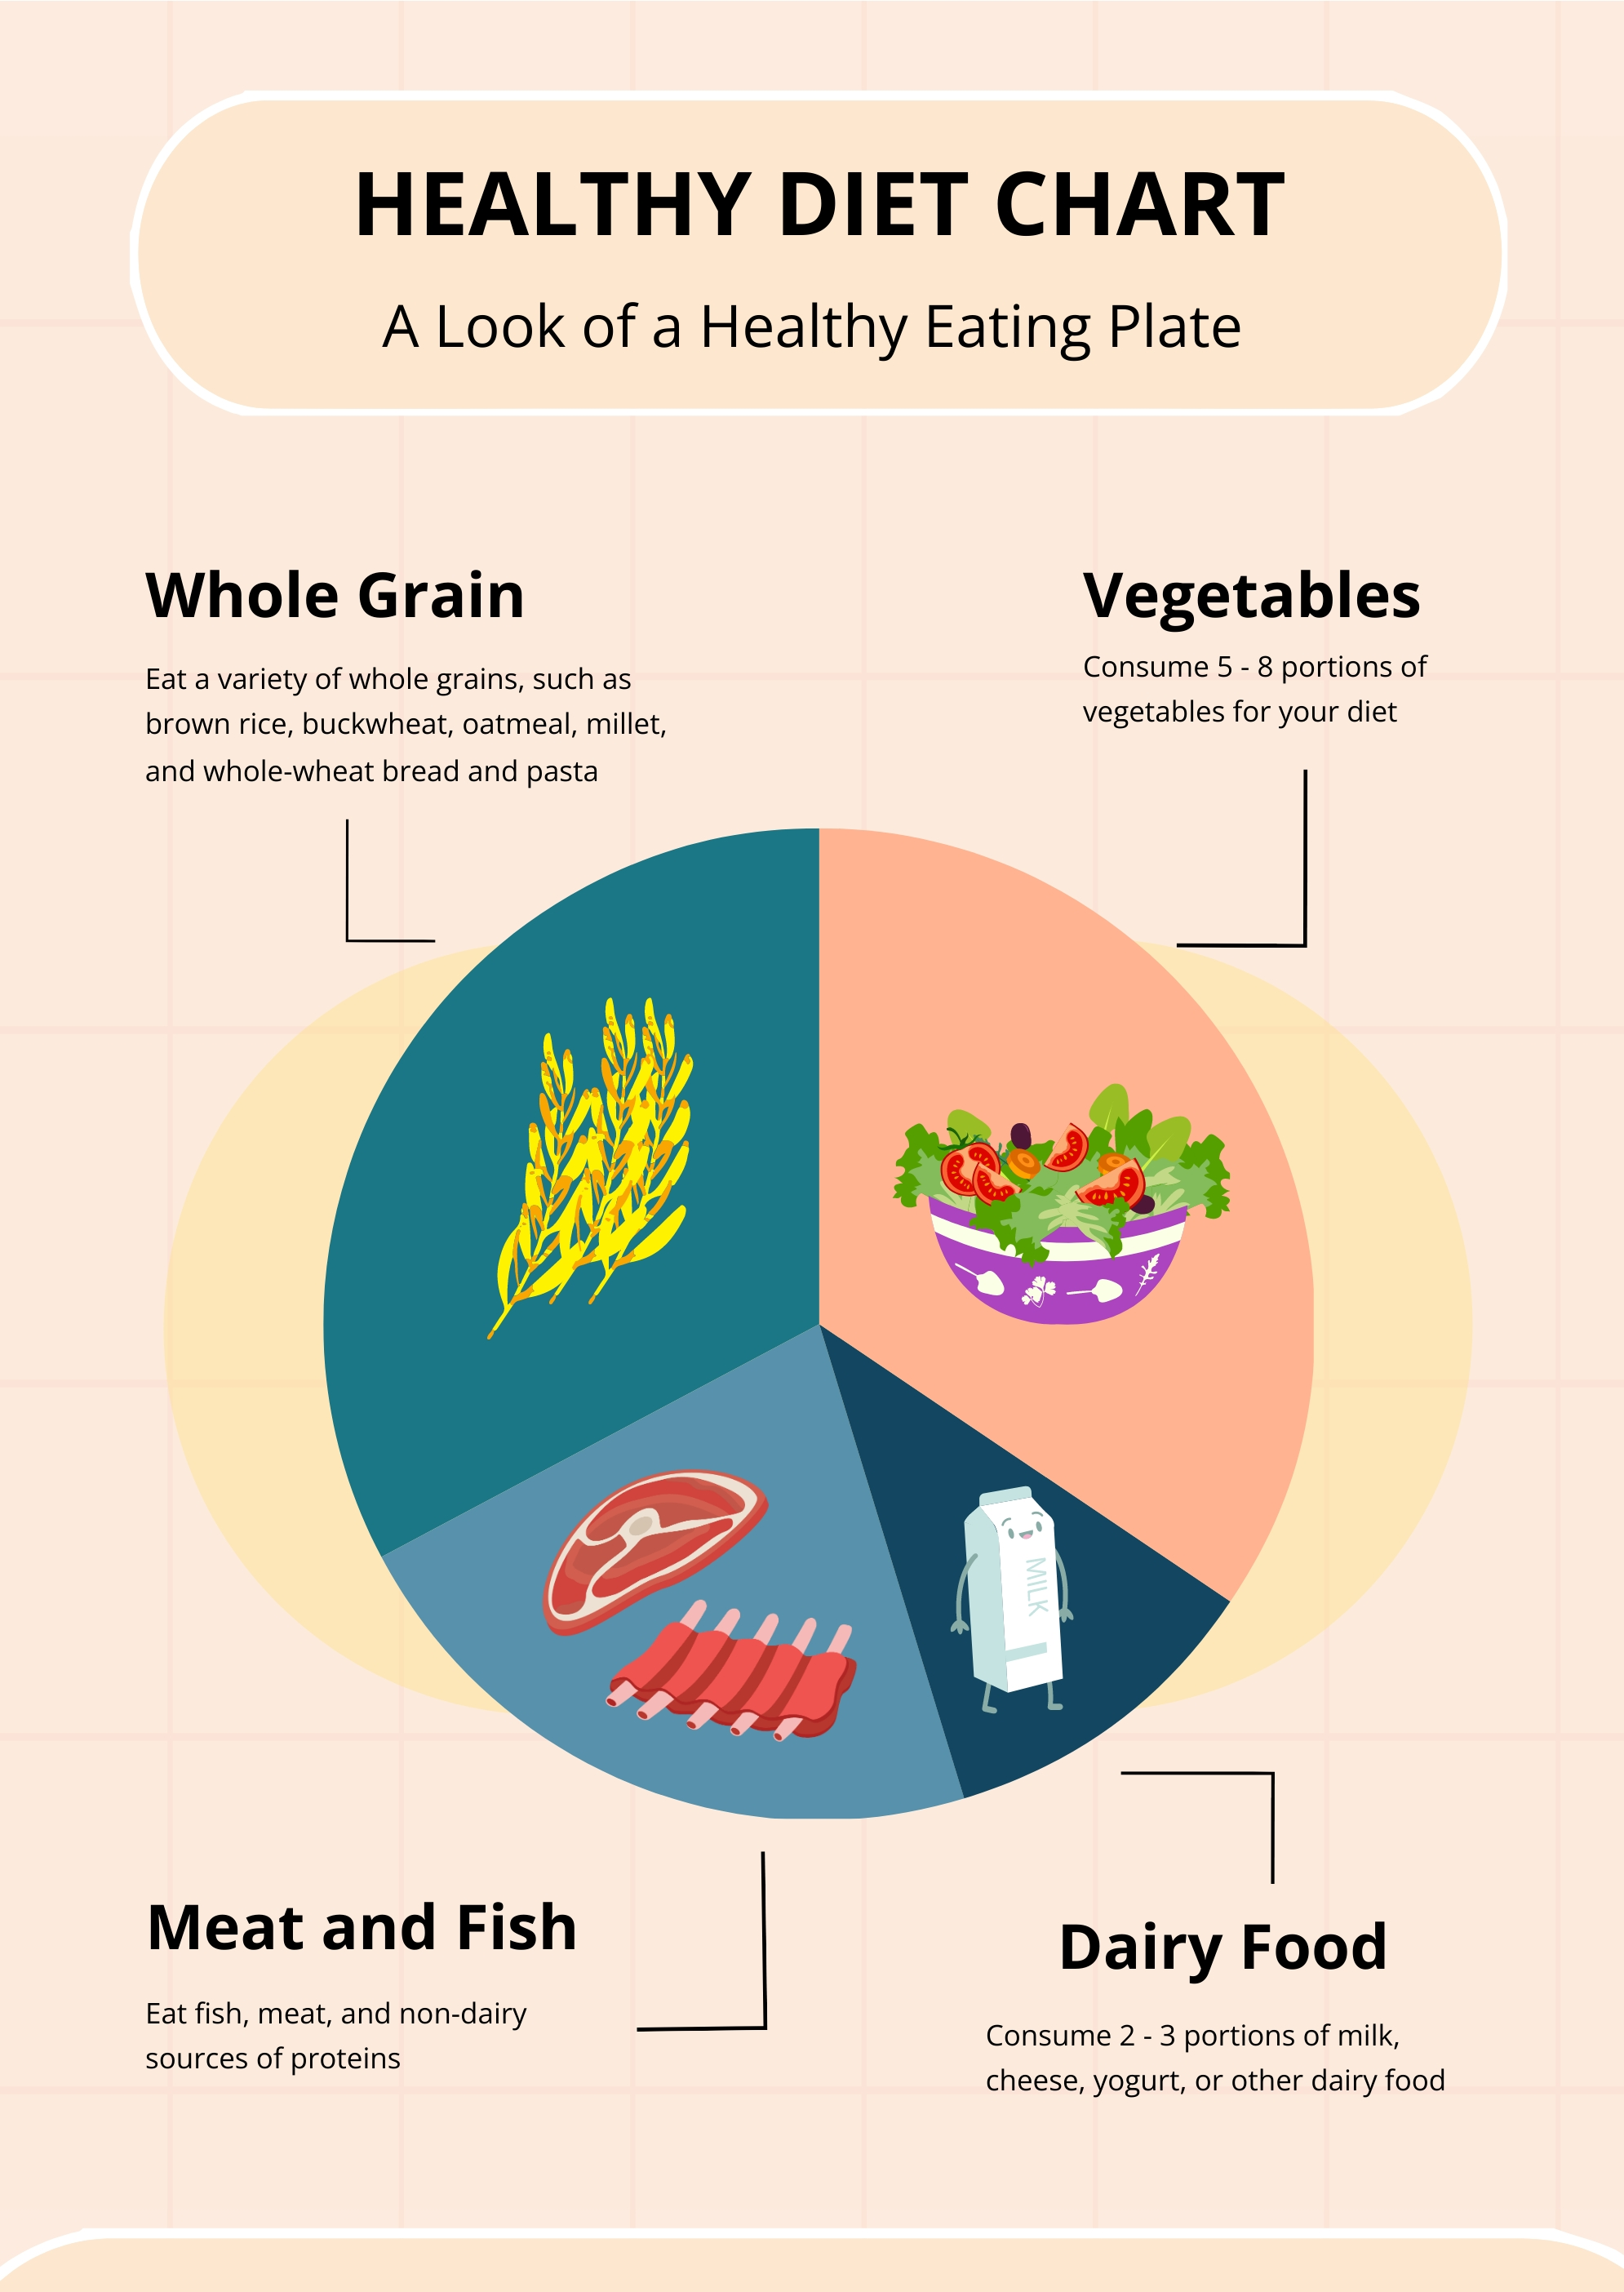 HEALTHY DIET CHART
A Look of a Healthy Eating Plate
Whole Grain
Eat a variety of whole grains, such as
brown rice, buckwheat, oatmeal, millet,
and whole-wheat bread and pasta
Vegetables
Consume 5 - 8 portions of
vegetables for your diet
MILK
Meat and Fish
Eat fish, meat, and non-dairy
sources of proteins
Dairy Food
Consume 2 - 3 portions of milk,
cheese, yogurt, or other dairy food